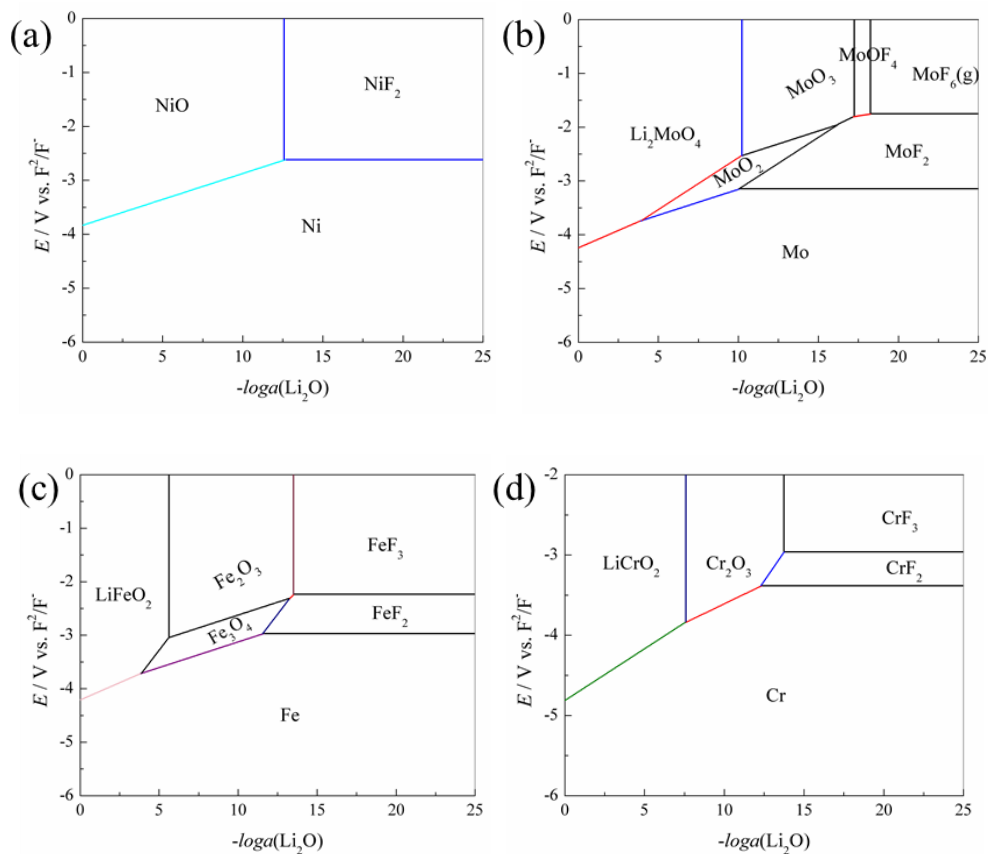 (a)
0
-1
-2
-3
-4
-5
-6
E / V vs. F²/F⁻
NiO
NiF₂
Ni
0 5 10 15 20 25
-loga(Li₂O)
(b)
0
-1
-2
-3
-4
-5
-6
E / V vs. F²/F⁻
Li₂MoO₄
MoO₃
MoOF₄
MoF₆(g)
MoO₂
MoF₂
Mo
0 5 10 15 20 25
-loga(Li₂O)
(c)
0
-1
-2
-3
-4
-5
-6
E / V vs. F²/F⁻
LiFeO₂
Fe₂O₃
FeF₃
Fe₃O₄
FeF₂
Fe
0 5 10 15 20 25
-loga(Li₂O)
(d)
-2
-3
-4
-5
-6
E / V vs. F²/F⁻
LiCrO₂
Cr₂O₃
CrF₃
CrF₂
Cr
0 5 10 15 20 25
-loga(Li₂O)